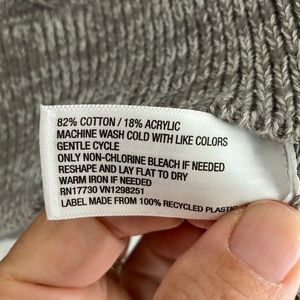 82% COTTON / 18% ACRYLIC
MACHINE WASH COLD WITH LIKE COLORS
GENTLE CYCLE
ONLY NON-CHLORINE BLEACH IF NEEDED
RESHAPE AND LAY FLAT TO DRY
WARM IRON IF NEEDED
RN17730 VN1298251
LABEL MADE FROM 100% RECYCLED PLASTIC